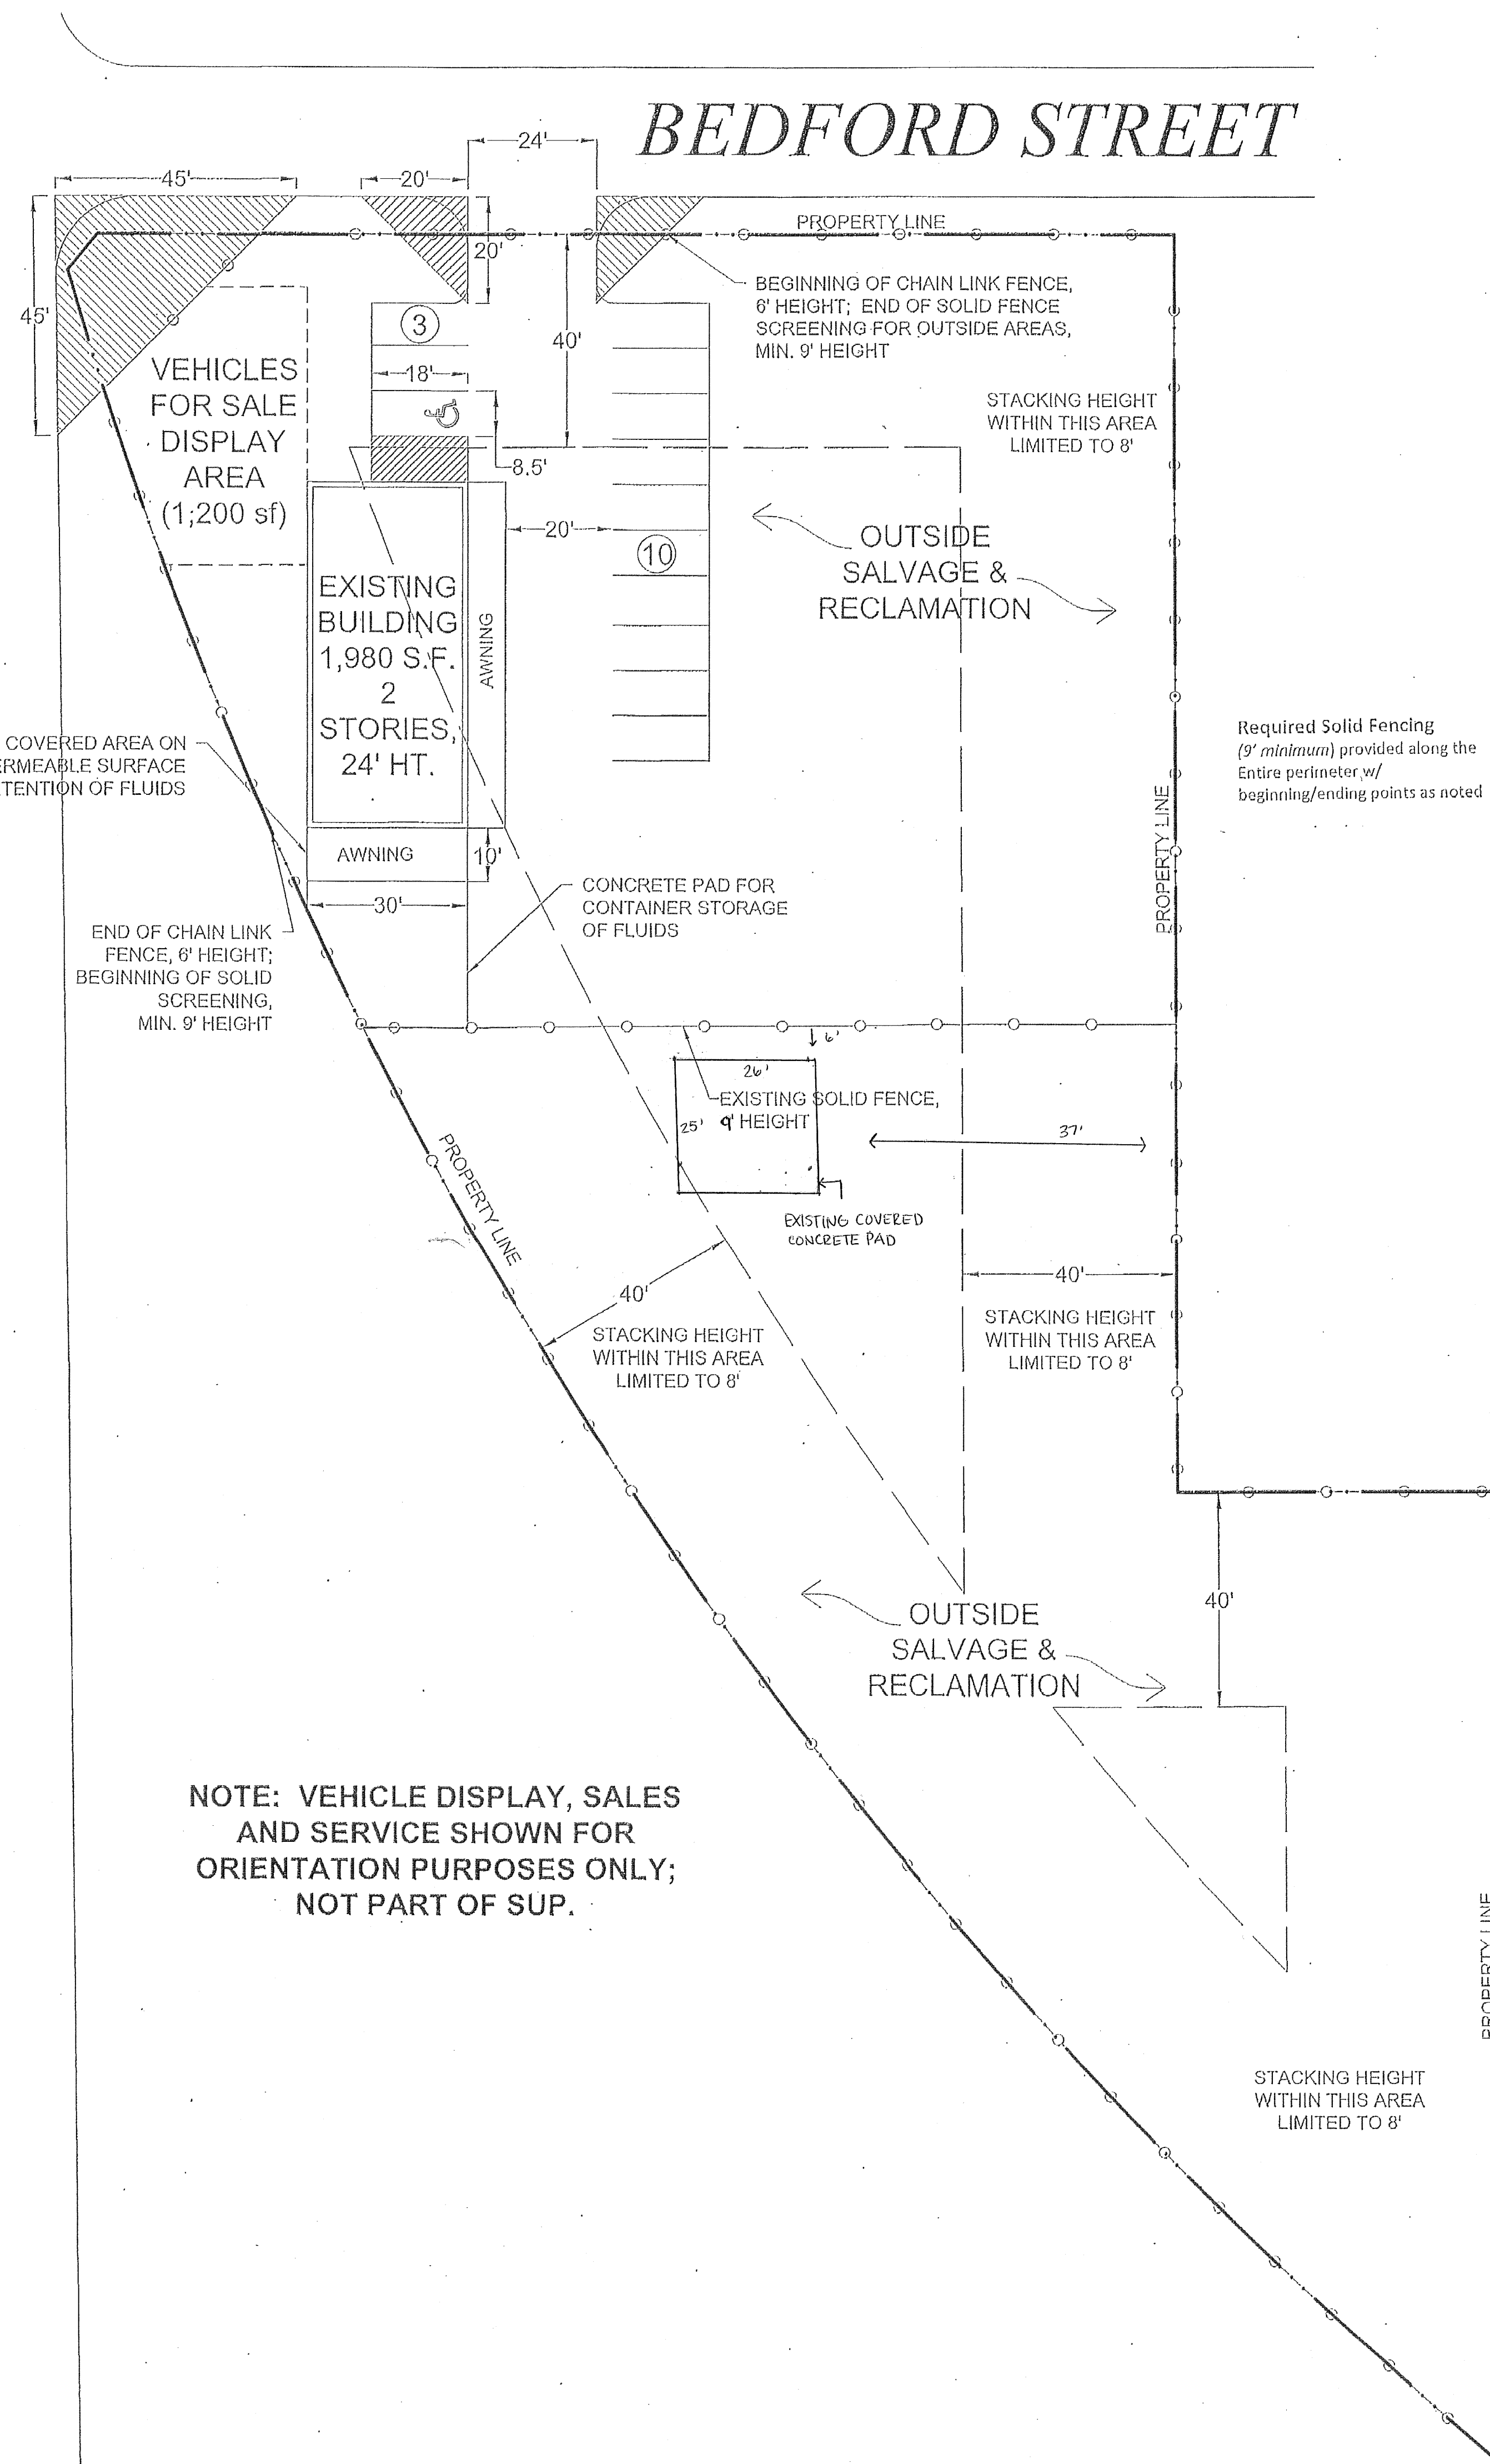 BEDFORD STREET
24'
45'
20'
PROPERTY LINE
20'
45'
BEGINNING OF CHAIN LINK FENCE,
6' HEIGHT; END OF SOLID FENCE
SCREENING FOR OUTSIDE AREAS,
MIN. 9' HEIGHT
3
40'
18'
VEHICLES
FOR SALE
DISPLAY
AREA
(1;200 sf)
STACKING HEIGHT
WITHIN THIS AREA
LIMITED TO 8'
8.5'
20'
10
OUTSIDE
SALVAGE &
RECLAMATION
EXISTING
BUILDING
1,980 S.F.
2
STORIES,
24' HT.
AWNING
COVERED AREA ON
ERMEABLE SURFACE
TENTION OF FLUIDS
Required Solid Fencing
(9' minimum) provided along the
Entire perimeter w/
beginning/ending points as noted
PROPERTY LINE
AWNING
10'
30'
CONCRETE PAD FOR
CONTAINER STORAGE
OF FLUIDS
END OF CHAIN LINK
FENCE, 6' HEIGHT;
BEGINNING OF SOLID
SCREENING,
MIN. 9' HEIGHT
6'
26'
EXISTING SOLID FENCE,
9' HEIGHT
25'
37'
EXISTING COVERED
CONCRETE PAD
PROPERTY LINE
40'
40'
STACKING HEIGHT
WITHIN THIS AREA
LIMITED TO 8'
STACKING HEIGHT
WITHIN THIS AREA
LIMITED TO 8'
40'
OUTSIDE
SALVAGE &
RECLAMATION
NOTE: VEHICLE DISPLAY, SALES
AND SERVICE SHOWN FOR
ORIENTATION PURPOSES ONLY;
NOT PART OF SUP.
PROPERTY LINE
STACKING HEIGHT
WITHIN THIS AREA
LIMITED TO 8'